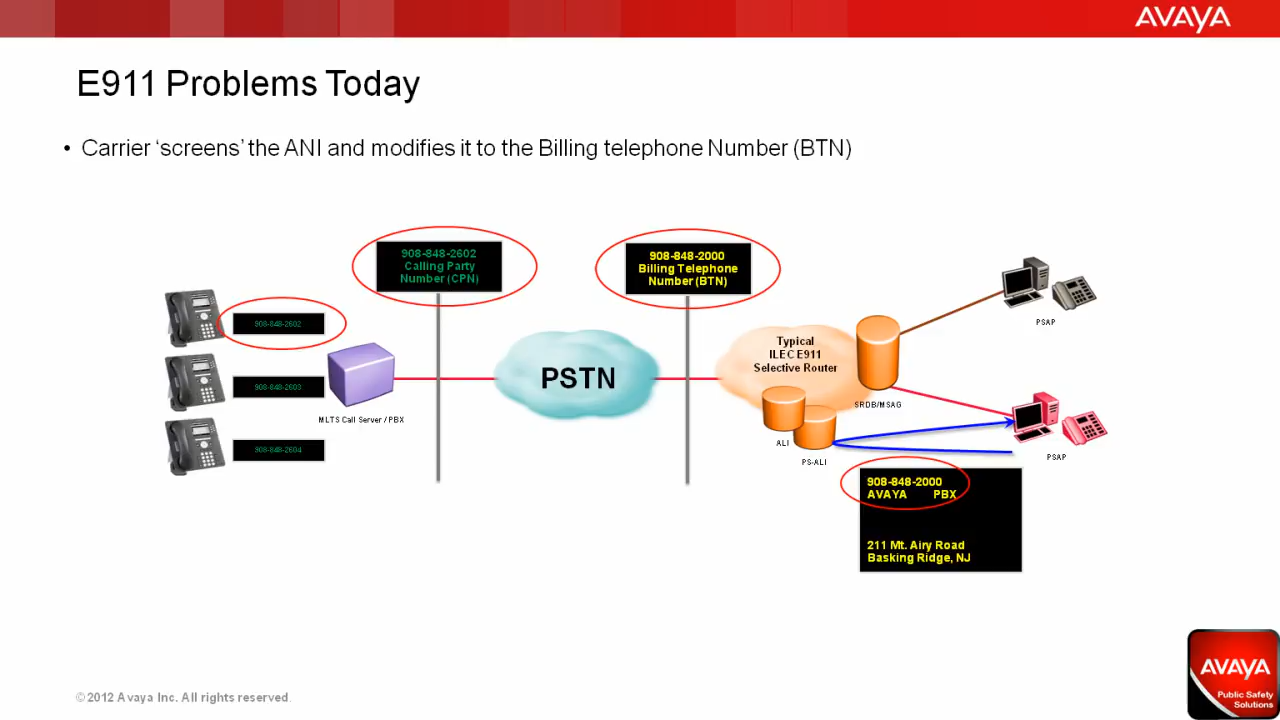 AVAYA
E911 Problems Today
• Carrier ‘screens’ the ANI and modifies it to the Billing telephone Number (BTN)
908-848-2602
Calling Party
Number (CPN)
908-848-2000
Billing Telephone
Number (BTN)
908-848-2602
908-848-2603
908-848-2604
MLTS Call Server / PBX
PSTN
Typical
ILEC E911
Selective Router
SRDB/MSAG
ALI
PS-ALI
PSAP
PSAP
908-848-2000
AVAYA PBX
211 Mt. Airy Road
Basking Ridge, NJ
© 2012 Avaya Inc. All rights reserved.
AVAYA
Public Safety
Solutions